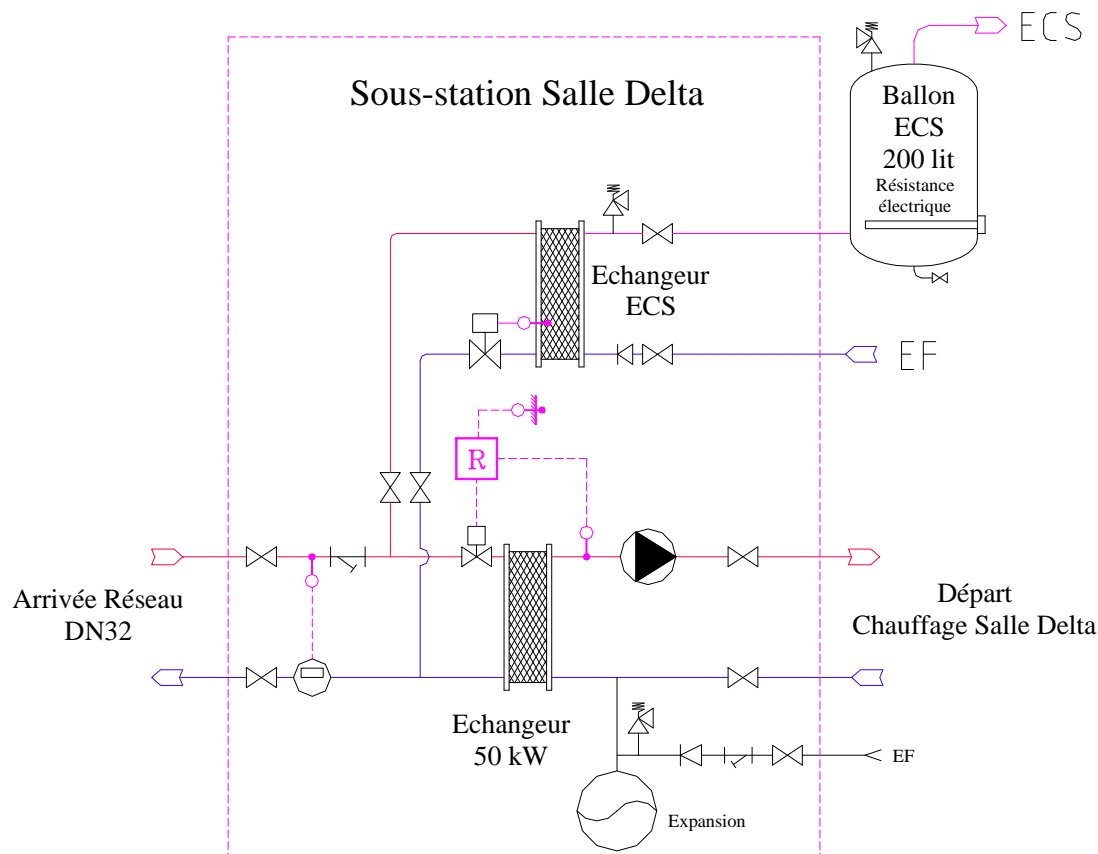 ECS
Sous-station Salle Delta
Ballon
ECS
200 lit
Résistance
électrique
Echangeur
ECS
EF
R
Arrivée Réseau
DN32
Départ
Chauffage Salle Delta
Echangeur
50 kW
EF
Expansion